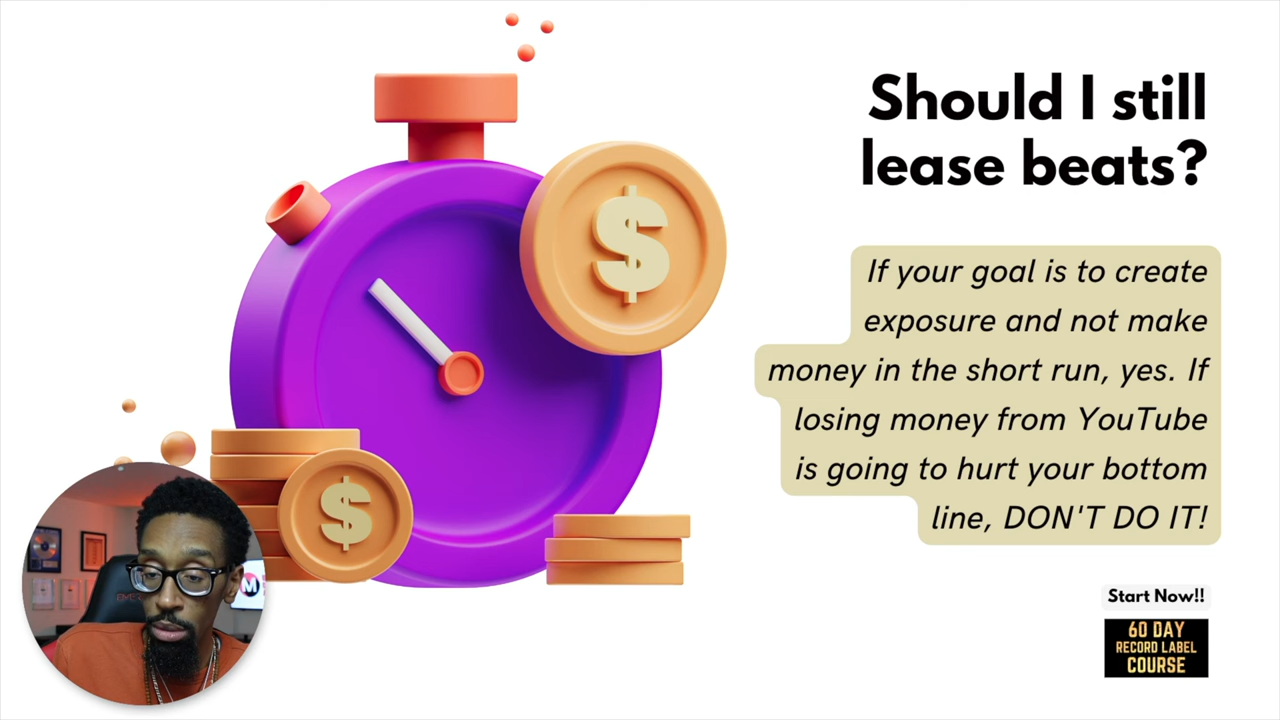 Should I still
lease beats?
If your goal is to create
exposure and not make
money in the short run, yes. If
losing money from YouTube
is going to hurt your bottom
line, DON'T DO IT!
Start Now!!
60 DAY
RECORD LABEL
COURSE
$
$
M